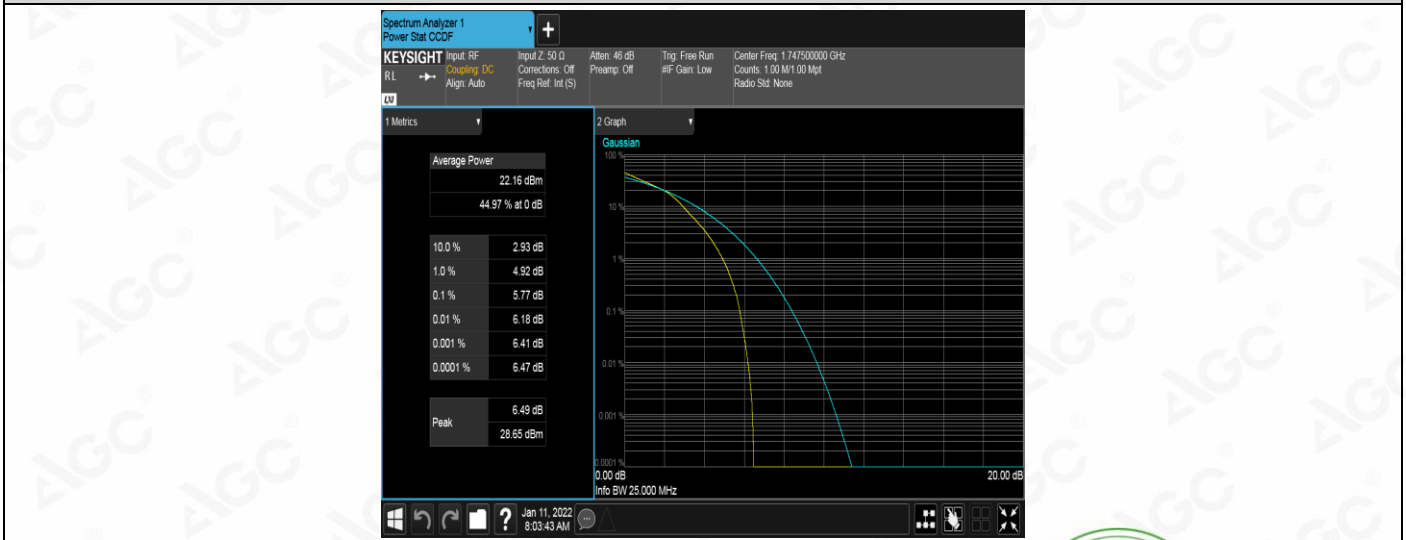 Spectrum Analyzer 1
Power Stat CCDF
+
KEYSIGHT
RL
LXI
Input: RF
Coupling: DC
Align: Auto
Input Z: 50 Ω
Corrections: Off
Freq Ref: Int (S)
Atten: 46 dB
Preamp: Off
Trig: Free Run
#IF Gain: Low
Center Freq: 1.747500000 GHz
Counts: 1.00 M/1.00 Mpt
Radio Std: None
1 Metrics
Average Power
22.16 dBm
44.97 % at 0 dB
10.0 % 2.93 dB
1.0 % 4.92 dB
0.1 % 5.77 dB
0.01 % 6.18 dB
0.001 % 6.41 dB
0.0001 % 6.47 dB
Peak
6.49 dB
28.65 dBm
2 Graph
Gaussian
100 %
10 %
1 %
0.1 %
0.01 %
0.001 %
0.0001 %
0.00 dB 20.00 dB
Info BW 25.000 MHz
?
Jan 11, 2022
8:03:43 AM
AGC